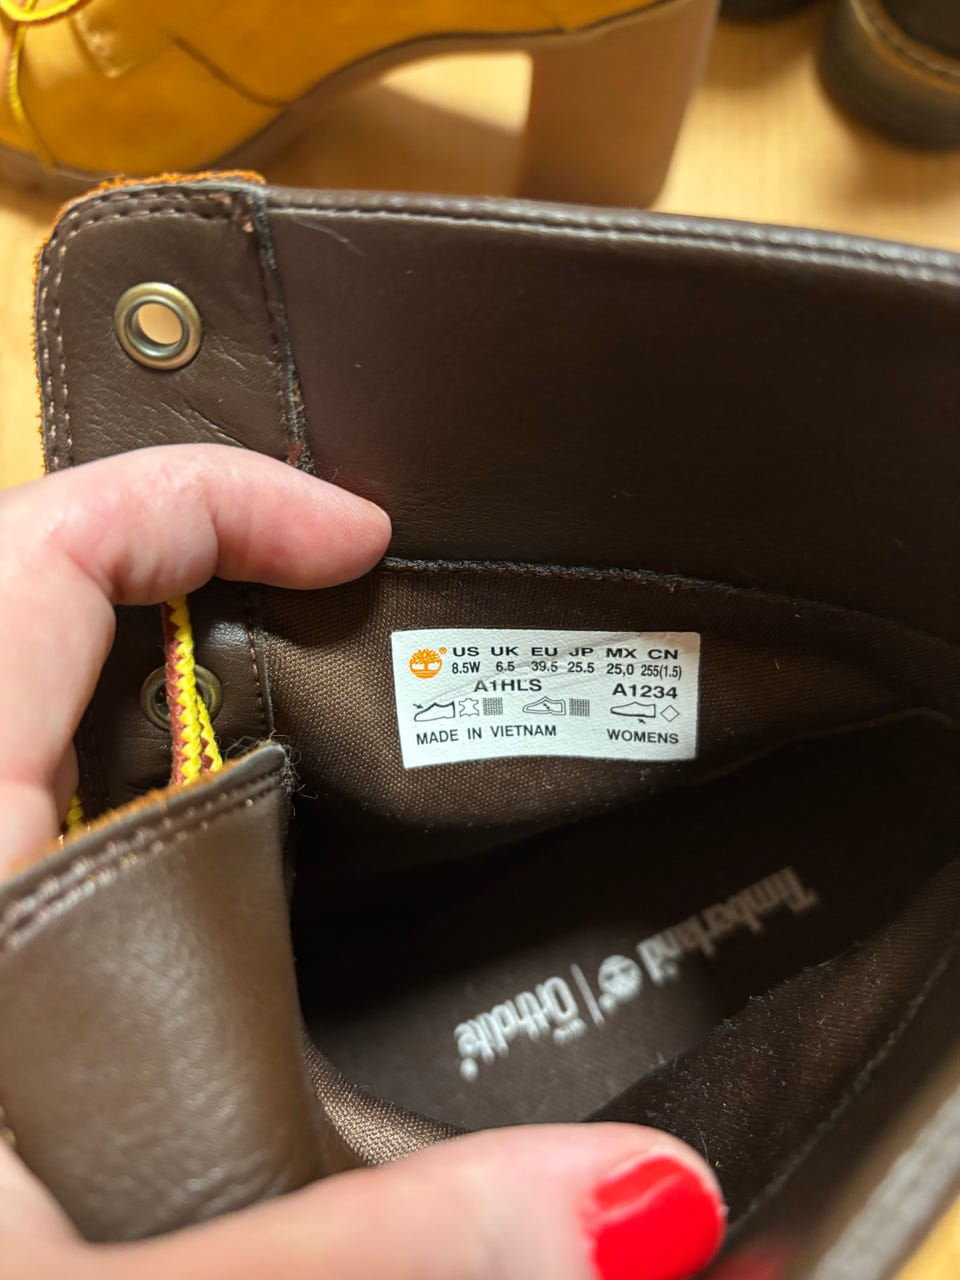 US UK EU JP MX CN
8.5W 6.5 39.5 25.5 25,0 255(1.5)
A1HLS A1234
MADE IN VIETNAM WOMENS
Timberland | Ortholite